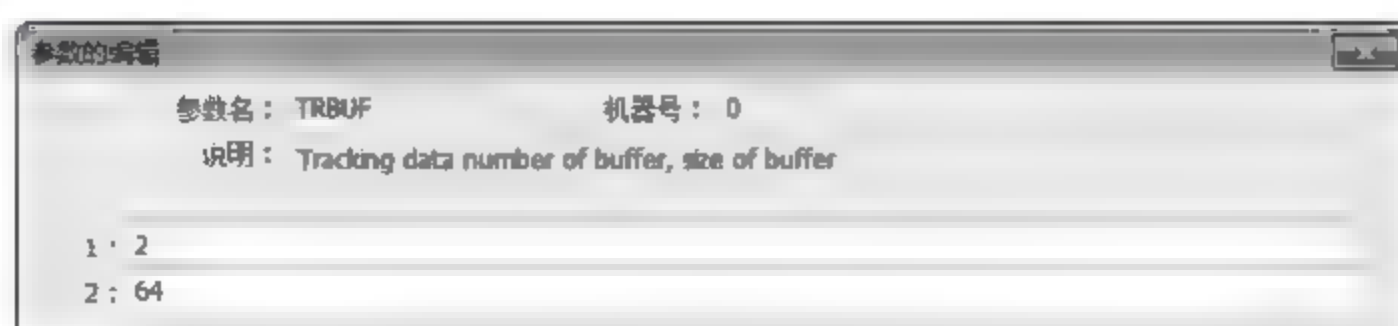 参数的编辑
参数名： TRBUF 机器号： 0
说明： Tracking data number of buffer, size of buffer
1： 2
2： 64